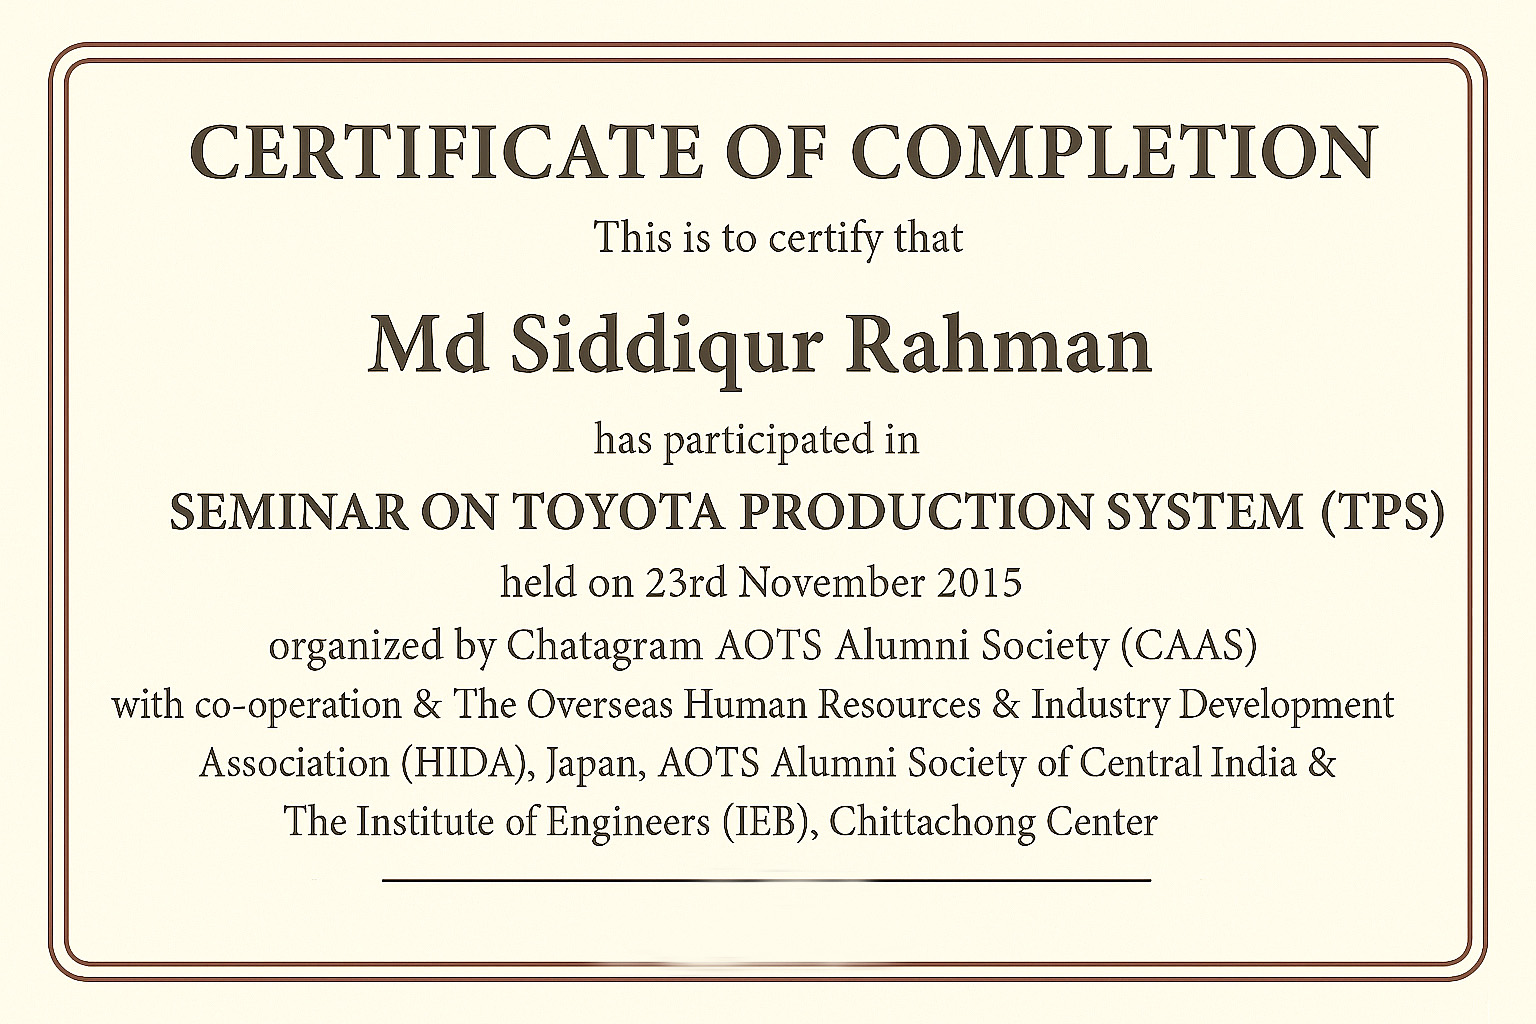 CERTIFICATE OF COMPLETION
This is to certify that
Md Siddiqur Rahman
has participated in
SEMINAR ON TOYOTA PRODUCTION SYSTEM (TPS)
held on 23rd November 2015
organized by Chatagram AOTS Alumni Society (CAAS)
with co-operation & The Overseas Human Resources & Industry Development
Association (HIDA), Japan, AOTS Alumni Society of Central India &
The Institute of Engineers (IEB), Chittachong Center